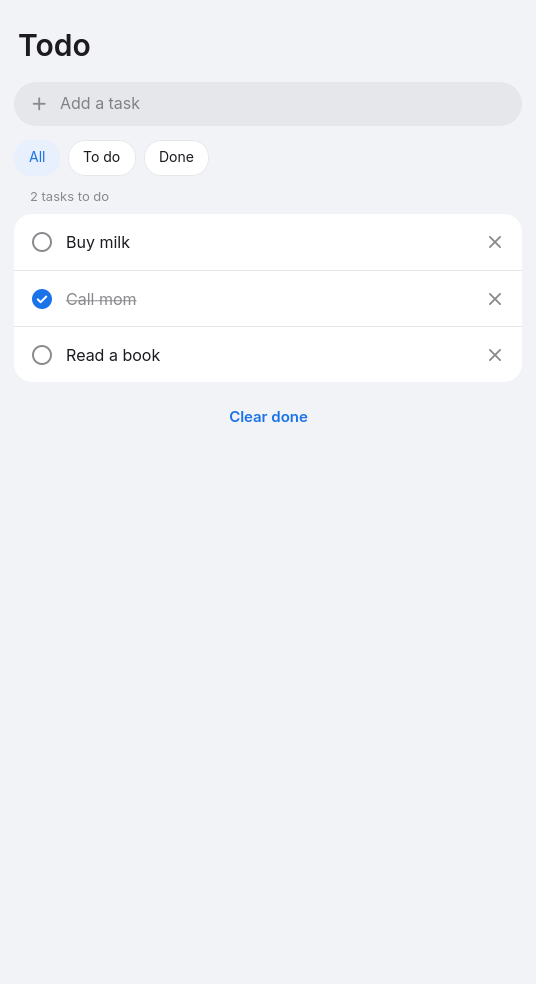 Todo
Add a task
All To do Done
2 tasks to do
Buy milk
Call mom
Read a book
Clear done